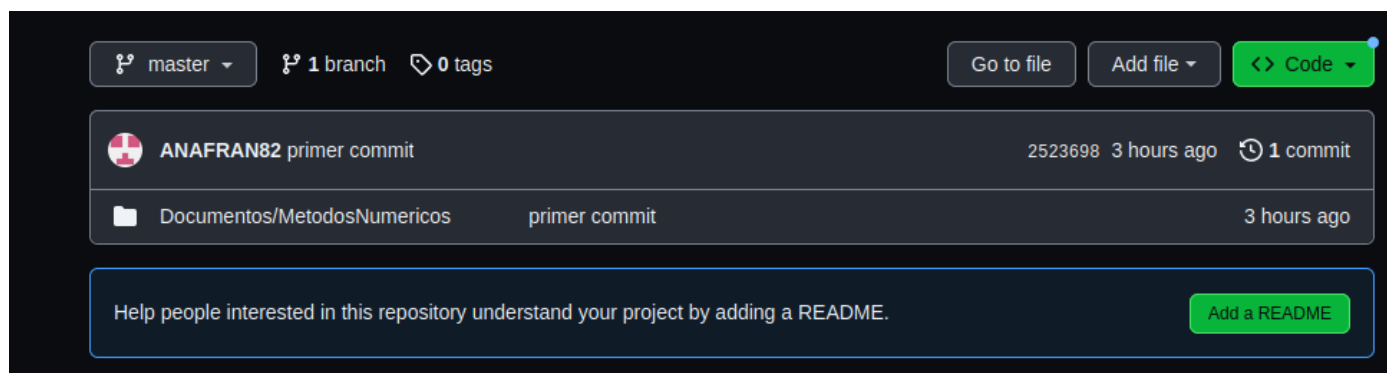 master 1 branch 0 tags Go to file Add file <> Code
ANAFRAN82 primer commit 2523698 3 hours ago 1 commit
Documentos/MetodosNumericos primer commit 3 hours ago
Help people interested in this repository understand your project by adding a README. Add a README